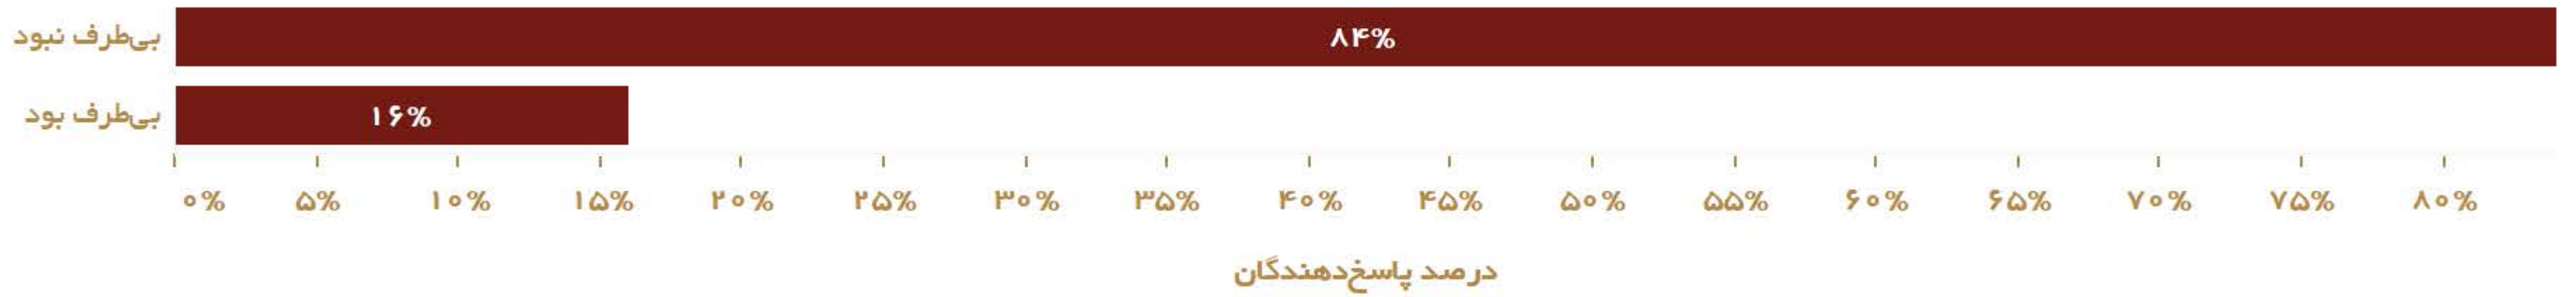 بی‌طرف نبود ۸۴%
بی‌طرف بود ۱۶%
۰% ۵% ۱۰% ۱۵% ۲۰% ۲۵% ۳۰% ۳۵% ۴۰% ۴۵% ۵۰% ۵۵% ۶۰% ۶۵% ۷۰% ۷۵% ۸۰%
درصد پاسخ‌دهندگان